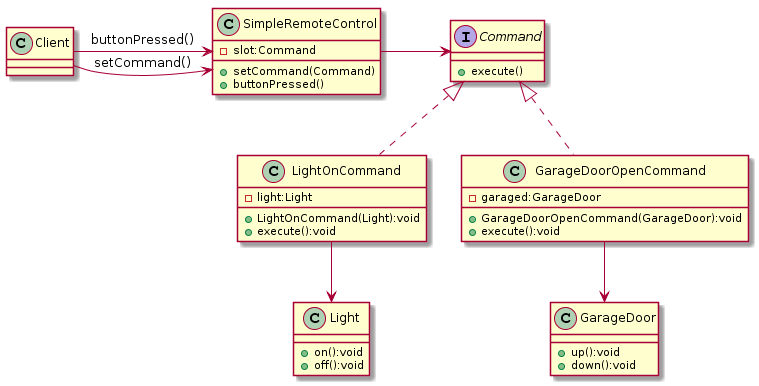 C Client
buttonPressed()
setCommand()
C SimpleRemoteControl
slot:Command
setCommand(Command)
buttonPressed()
I Command
execute()
C LightOnCommand
light:Light
LightOnCommand(Light):void
execute():void
C GarageDoorOpenCommand
garaged:GarageDoor
GarageDoorOpenCommand(GarageDoor):void
execute():void
C Light
on():void
off():void
C GarageDoor
up():void
down():void